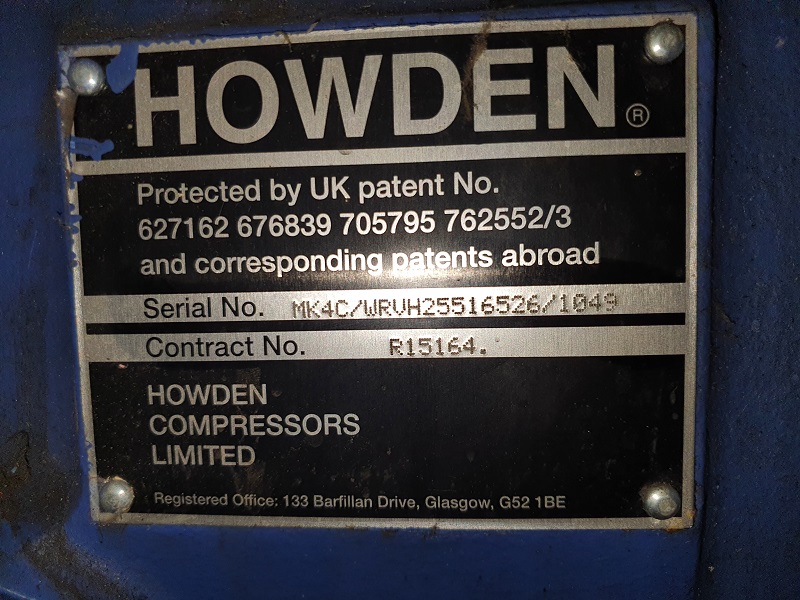 HOWDEN®
Protected by UK patent No.
627162 676839 705795 762552/3
and corresponding patents abroad
Serial No. MK4C/WRVH25516526/1049
Contract No. R15164.
HOWDEN
COMPRESSORS
LIMITED
Registered Office: 133 Barfillan Drive, Glasgow, G52 1BE